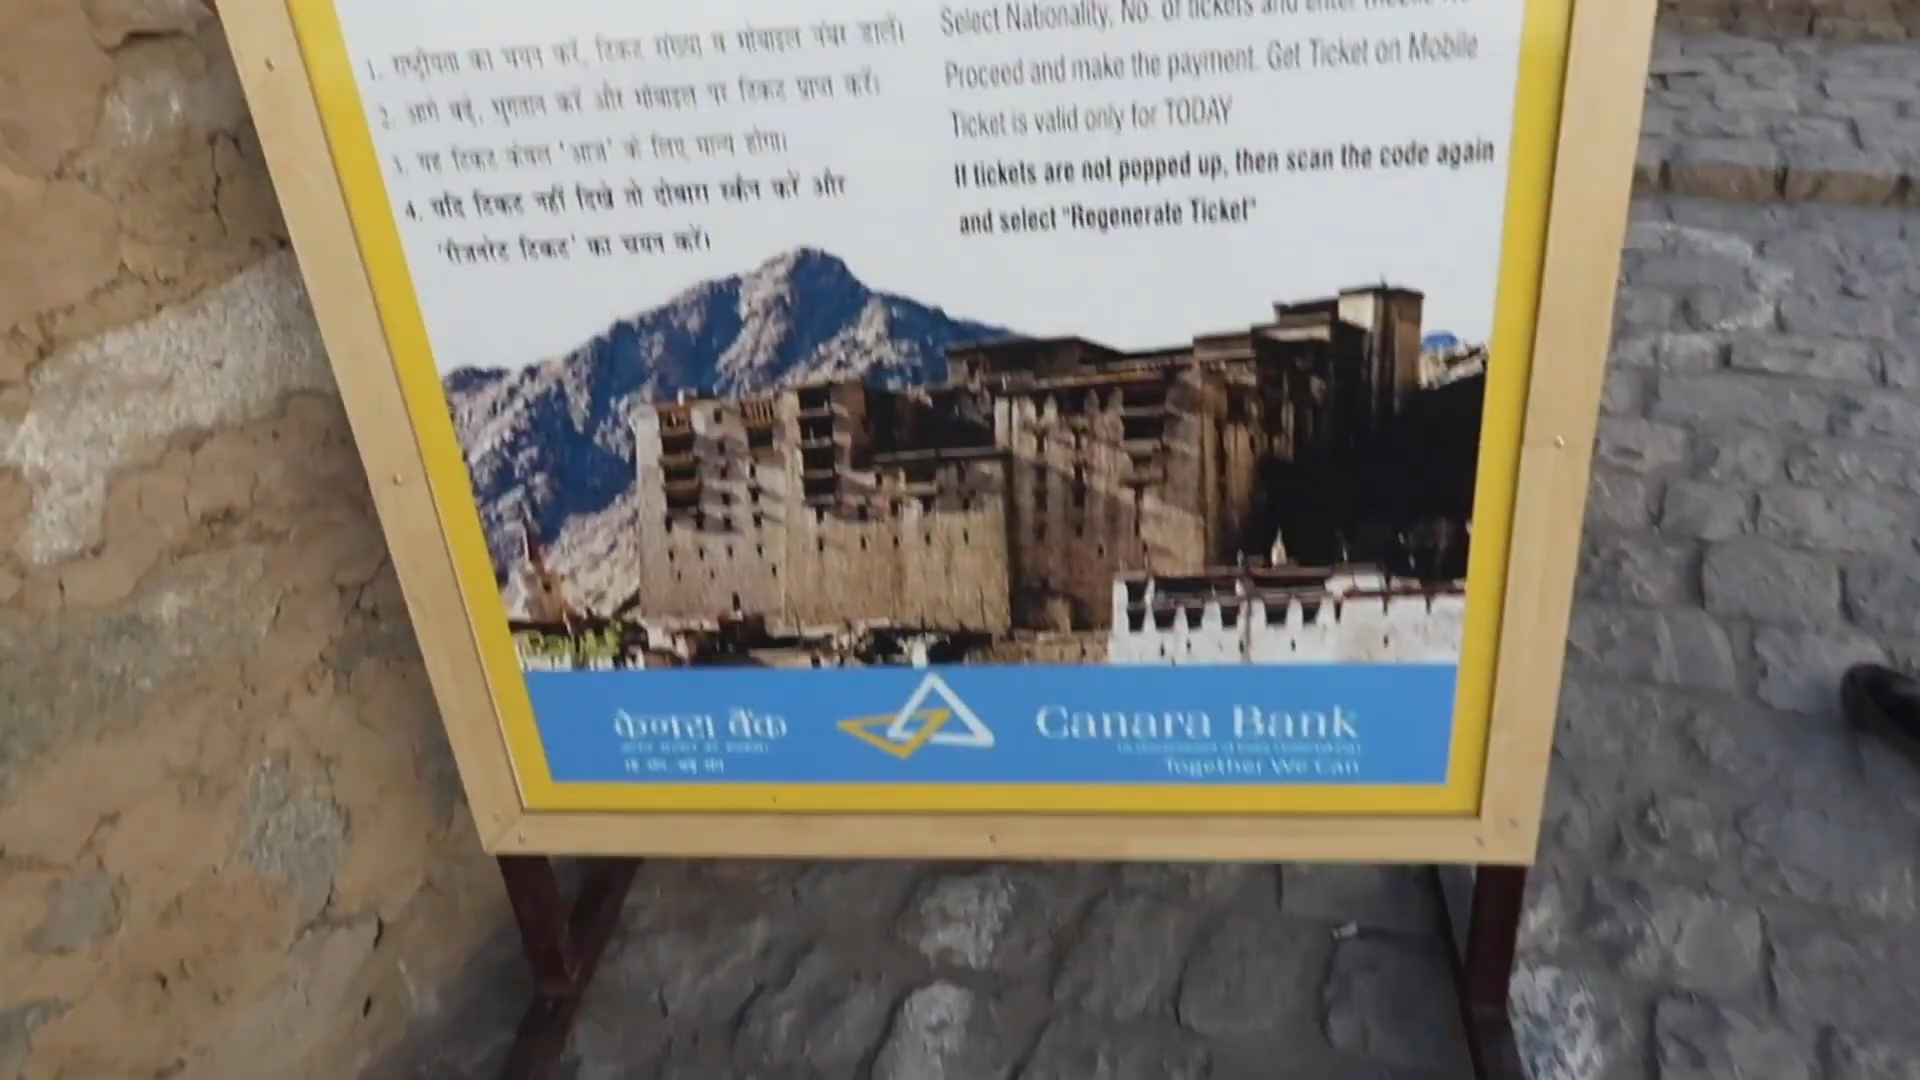 1. राष्ट्रीयता का चयन करें, टिकट संख्या व मोबाइल नंबर डालें।
2. आगे बढ़ें, भुगतान करें और मोबाइल पर टिकट प्राप्त करें।
3. यह टिकट केवल 'आज' के लिए मान्य होगा।
4. यदि टिकट नहीं दिखे तो दोबारा स्कैन करें और
'रीजनरेट टिकट' का चयन करें।
Select Nationality, No. of tickets and enter mobile No
Proceed and make the payment. Get Ticket on Mobile
Ticket is valid only for TODAY
If tickets are not popped up, then scan the code again
and select "Regenerate Ticket"
केनरा बैंक
Canara Bank
Together We Can